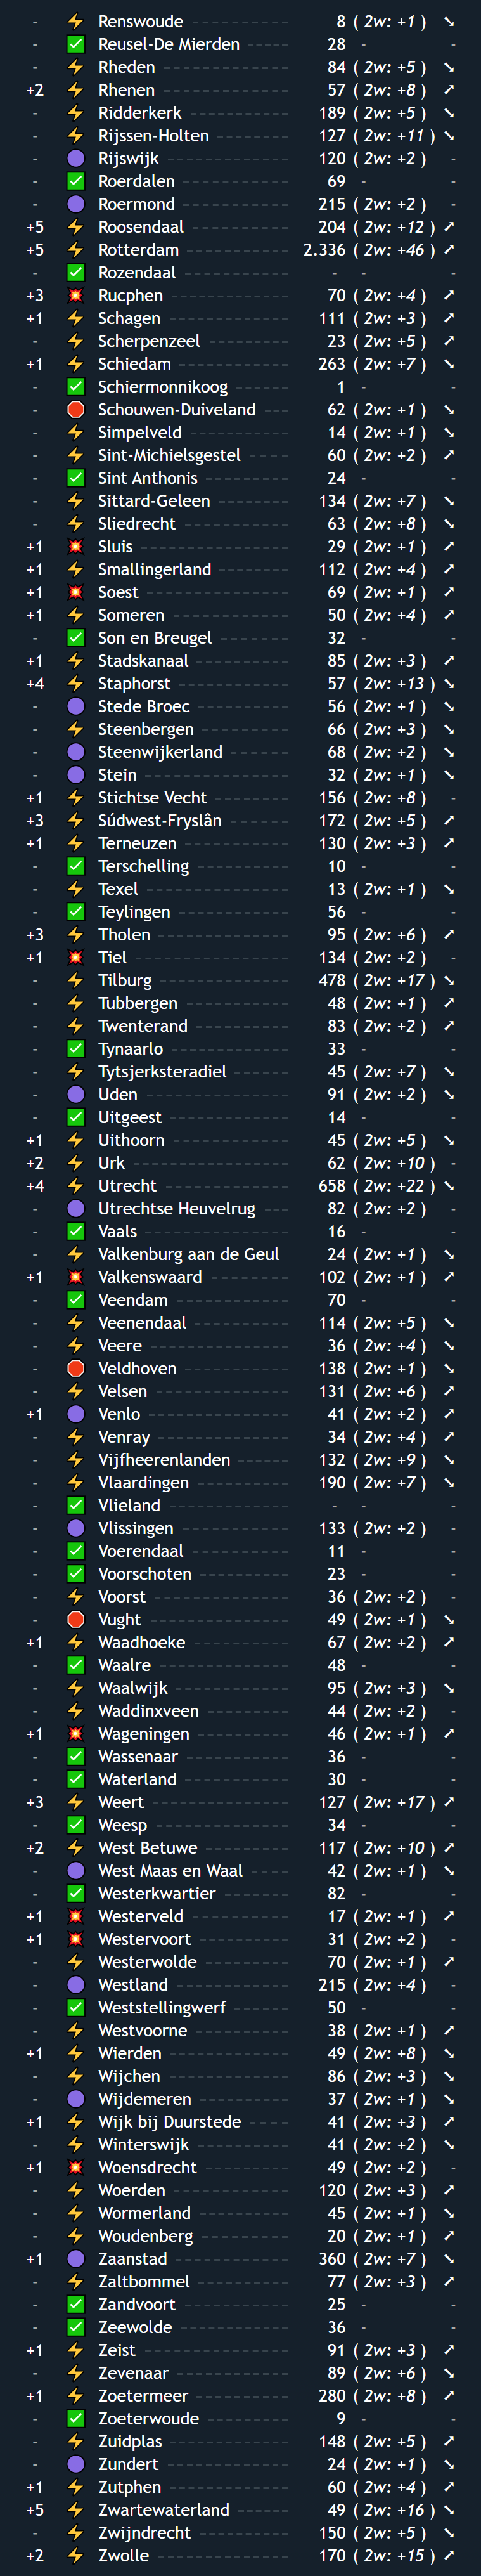 - ⚡ Renswoude 8 ( 2w: +1 ) ↘
- ✅ Reusel-De Mierden 28 - -
- ⚡ Rheden 84 ( 2w: +5 ) ↘
+2 ⚡ Rhenen 57 ( 2w: +8 ) ↗
- ⚡ Ridderkerk 189 ( 2w: +5 ) ↘
- ⚡ Rijssen-Holten 127 ( 2w: +11 ) ↘
- 🟣 Rijswijk 120 ( 2w: +2 ) -
- ✅ Roerdalen 69 - -
- 🟣 Roermond 215 ( 2w: +2 ) -
+5 ⚡ Roosendaal 204 ( 2w: +12 ) ↗
+5 ⚡ Rotterdam 2.336 ( 2w: +46 ) ↗
- ✅ Rozendaal - - -
+3 💥 Rucphen 70 ( 2w: +4 ) ↗
+1 ⚡ Schagen 111 ( 2w: +3 ) ↗
- ⚡ Scherpenzeel 23 ( 2w: +5 ) ↗
+1 ⚡ Schiedam 263 ( 2w: +7 ) ↘
- ✅ Schiermonnikoog 1 - -
- 🛑 Schouwen-Duiveland 62 ( 2w: +1 ) ↘
- ⚡ Simpelveld 14 ( 2w: +1 ) ↘
- ⚡ Sint-Michielsgestel 60 ( 2w: +2 ) ↗
- ✅ Sint Anthonis 24 - -
- ⚡ Sittard-Geleen 134 ( 2w: +7 ) ↘
- ⚡ Sliedrecht 63 ( 2w: +8 ) ↘
+1 💥 Sluis 29 ( 2w: +1 ) ↗
+1 ⚡ Smallingerland 112 ( 2w: +4 ) ↗
+1 💥 Soest 69 ( 2w: +1 ) ↗
+1 ⚡ Someren 50 ( 2w: +4 ) ↗
- ✅ Son en Breugel 32 - -
+1 ⚡ Stadskanaal 85 ( 2w: +3 ) ↗
+4 ⚡ Staphorst 57 ( 2w: +13 ) ↘
- 🟣 Stede Broec 56 ( 2w: +1 ) ↘
- ⚡ Steenbergen 66 ( 2w: +3 ) ↘
- 🟣 Steenwijkerland 68 ( 2w: +2 ) ↘
- 🟣 Stein 32 ( 2w: +1 ) ↘
+1 ⚡ Stichtse Vecht 156 ( 2w: +8 ) -
+3 ⚡ Súdwest-Fryslân 172 ( 2w: +5 ) ↗
+1 ⚡ Terneuzen 130 ( 2w: +3 ) ↗
- ✅ Terschelling 10 - -
- ⚡ Texel 13 ( 2w: +1 ) ↘
- ✅ Teylingen 56 - -
+3 ⚡ Tholen 95 ( 2w: +6 ) ↗
+1 💥 Tiel 134 ( 2w: +2 ) -
- ⚡ Tilburg 478 ( 2w: +17 ) ↘
- ⚡ Tubbergen 48 ( 2w: +1 ) ↗
- ⚡ Twenterand 83 ( 2w: +2 ) ↗
- ✅ Tynaarlo 33 - -
- ⚡ Tytsjerksteradiel 45 ( 2w: +7 ) ↘
- 🟣 Uden 91 ( 2w: +2 ) ↘
- ✅ Uitgeest 14 - -
+1 ⚡ Uithoorn 45 ( 2w: +5 ) ↘
+2 ⚡ Urk 62 ( 2w: +10 ) -
+4 ⚡ Utrecht 658 ( 2w: +22 ) ↘
- 🟣 Utrechtse Heuvelrug 82 ( 2w: +2 ) -
- ✅ Vaals 16 - -
- ⚡ Valkenburg aan de Geul 24 ( 2w: +1 ) ↘
+1 💥 Valkenswaard 102 ( 2w: +1 ) ↗
- ✅ Veendam 70 - -
- ⚡ Veenendaal 114 ( 2w: +5 ) ↘
- ⚡ Veere 36 ( 2w: +4 ) ↘
- 🛑 Veldhoven 138 ( 2w: +1 ) ↘
- ⚡ Velsen 131 ( 2w: +6 ) ↗
+1 🟣 Venlo 41 ( 2w: +2 ) ↗
- ⚡ Venray 34 ( 2w: +4 ) ↗
- ⚡ Vijfheerenlanden 132 ( 2w: +9 ) ↘
- ⚡ Vlaardingen 190 ( 2w: +7 ) ↘
- ✅ Vlieland - - -
- 🟣 Vlissingen 133 ( 2w: +2 ) -
- ✅ Voerendaal 11 - -
- ✅ Voorschoten 23 - -
- ⚡ Voorst 36 ( 2w: +2 ) -
- 🛑 Vught 49 ( 2w: +1 ) ↘
+1 ⚡ Waadhoeke 67 ( 2w: +2 ) ↗
- ✅ Waalre 48 - -
- ⚡ Waalwijk 95 ( 2w: +3 ) ↘
- ⚡ Waddinxveen 44 ( 2w: +2 ) -
+1 💥 Wageningen 46 ( 2w: +1 ) ↗
- ✅ Wassenaar 36 - -
- ✅ Waterland 30 - -
+3 ⚡ Weert 127 ( 2w: +17 ) ↗
- ✅ Weesp 34 - -
+2 ⚡ West Betuwe 117 ( 2w: +10 ) ↗
- 🟣 West Maas en Waal 42 ( 2w: +1 ) ↘
- ✅ Westerkwartier 82 - -
+1 💥 Westerveld 17 ( 2w: +1 ) ↗
+1 💥 Westervoort 31 ( 2w: +2 ) -
- ⚡ Westerwolde 70 ( 2w: +1 ) ↗
- 🟣 Westland 215 ( 2w: +4 ) -
- ✅ Weststellingwerf 50 - -
- ⚡ Westvoorne 38 ( 2w: +1 ) ↗
+1 ⚡ Wierden 49 ( 2w: +8 ) ↘
- ⚡ Wijchen 86 ( 2w: +3 ) ↘
- 🟣 Wijdemeren 37 ( 2w: +1 ) ↘
+1 ⚡ Wijk bij Duurstede 41 ( 2w: +3 ) ↗
- ⚡ Winterswijk 41 ( 2w: +2 ) ↘
+1 💥 Woensdrecht 49 ( 2w: +2 ) -
- ⚡ Woerden 120 ( 2w: +3 ) ↗
- ⚡ Wormerland 45 ( 2w: +1 ) ↘
- ⚡ Woudenberg 20 ( 2w: +1 ) ↗
+1 🟣 Zaanstad 360 ( 2w: +7 ) ↘
- ⚡ Zaltbommel 77 ( 2w: +3 ) ↗
- ✅ Zandvoort 25 - -
- ✅ Zeewolde 36 - -
+1 ⚡ Zeist 91 ( 2w: +3 ) ↗
- ⚡ Zevenaar 89 ( 2w: +6 ) ↘
+1 ⚡ Zoetermeer 280 ( 2w: +8 ) ↗
- ✅ Zoeterwoude 9 - -
- ⚡ Zuidplas 148 ( 2w: +5 ) ↗
- 🟣 Zundert 24 ( 2w: +1 ) ↘
+1 ⚡ Zutphen 60 ( 2w: +4 ) ↗
+5 ⚡ Zwartewaterland 49 ( 2w: +16 ) ↘
- ⚡ Zwijndrecht 150 ( 2w: +5 ) ↘
+2 ⚡ Zwolle 170 ( 2w: +15 ) ↗